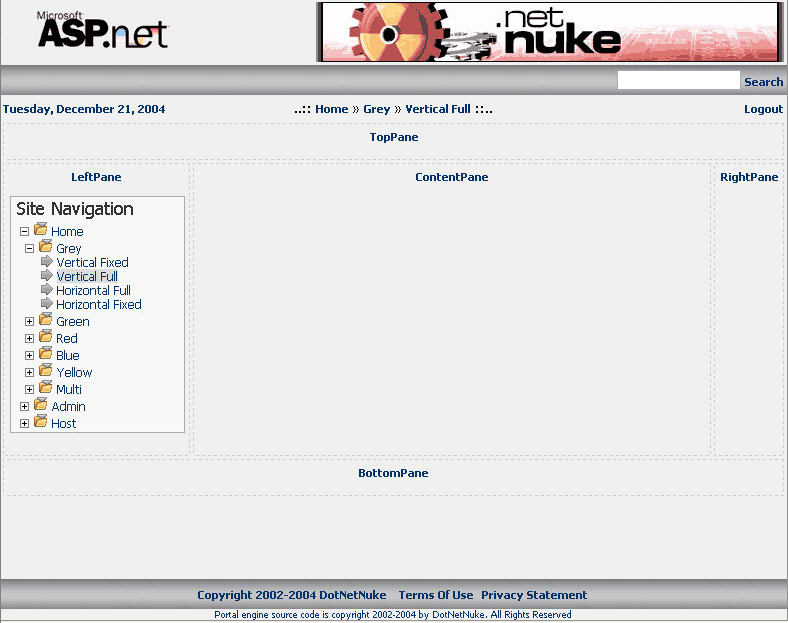 Microsoft
ASP.net
.net
nuke
Search
Tuesday, December 21, 2004
..:: Home » Grey » Vertical Full ::..
Logout
TopPane
LeftPane
ContentPane
RightPane
Site Navigation
Home
Grey
Vertical Fixed
Vertical Full
Horizontal Full
Horizontal Fixed
Green
Red
Blue
Yellow
Multi
Admin
Host
BottomPane
Copyright 2002-2004 DotNetNuke Terms Of Use Privacy Statement
Portal engine source code is copyright 2002-2004 by DotNetNuke. All Rights Reserved